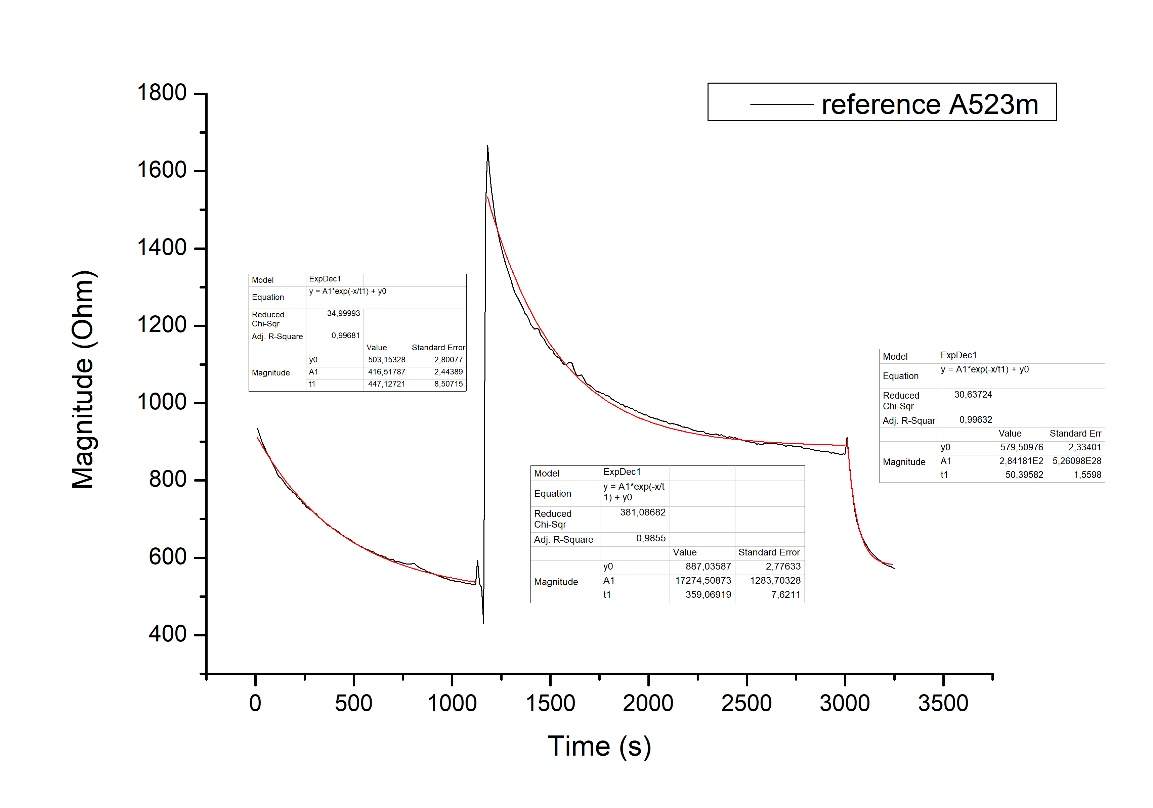 reference A523m
Magnitude (Ohm)
1800
1600
1400
1200
1000
800
600
400
0 500 1000 1500 2000 2500 3000 3500
Time (s)
Model ExpDec1
Equation y = A1*exp(-x/t1) + y0
Reduced 34,99993
Chi-Sqr
Adj. R-Square 0,99681
Value Standard Error
y0 503,15328 2,80077
Magnitude A1 416,51787 2,44389
t1 447,12721 8,50715
Model ExpDec1
Equation y = A1*exp(-x/t
1) + y0
Reduced 381,08682
Chi-Sqr
Adj. R-Square 0,9855
Value Standard Error
y0 887,03587 2,77633
Magnitude A1 17274,50873 1283,70328
t1 359,06919 7,6211
Model ExpDec1
Equation y = A1*exp(-x/t1) + y0
Reduced 30,63724
Chi-Sqr
Adj. R-Squar 0,99632
Value Standard Err
y0 579,50976 2,33401
Magnitude A1 2,84181E2 5,26098E28
t1 50,39582 1,5598